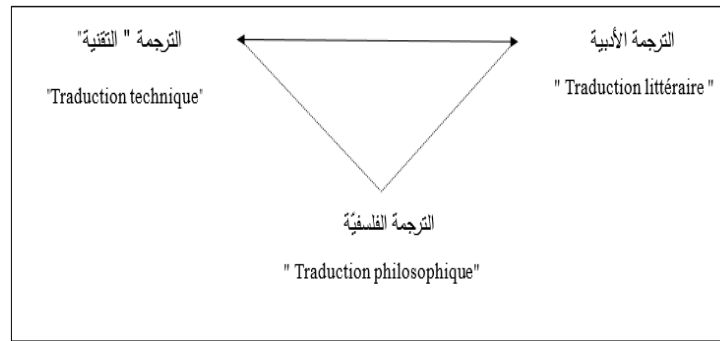 الترجمة " التقنية"
الترجمة الأدبية
"Traduction technique"
" Traduction littéraire "
الترجمة الفلسفيّة
" Traduction philosophique"